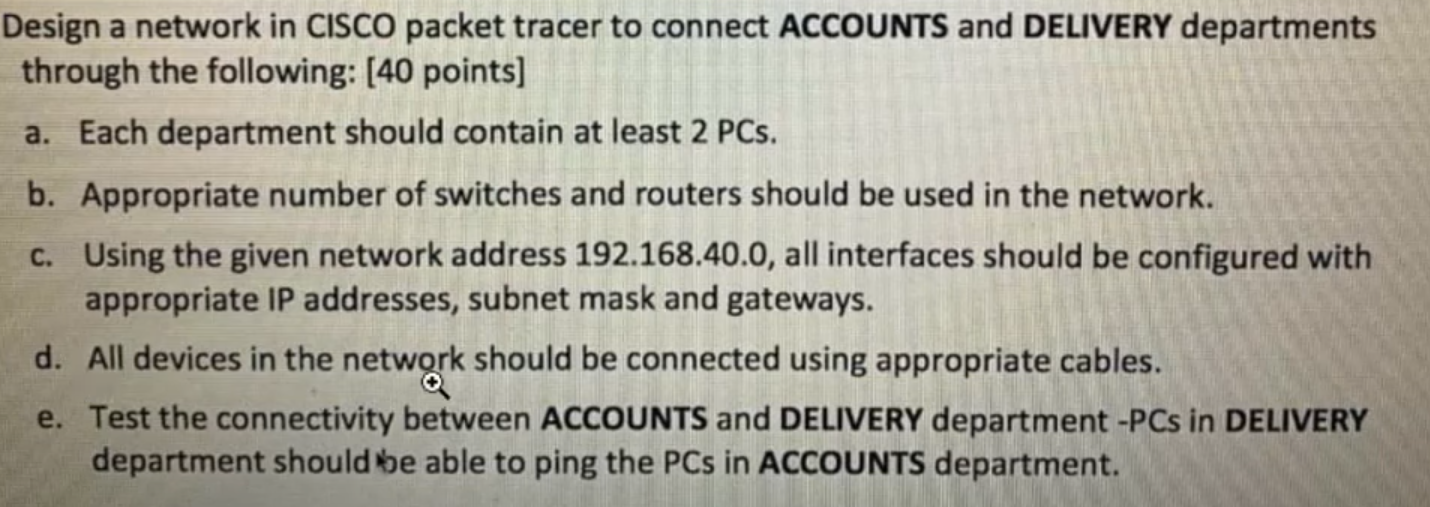 Design a network in CISCO packet tracer to connect ACCOUNTS and DELIVERY departments
through the following: [40 points]
a. Each department should contain at least 2 PCs.
b. Appropriate number of switches and routers should be used in the network.
c. Using the given network address 192.168.40.0, all interfaces should be configured with
appropriate IP addresses, subnet mask and gateways.
d. All devices in the network should be connected using appropriate cables.
e. Test the connectivity between ACCOUNTS and DELIVERY department -PCs in DELIVERY
department should be able to ping the PCs in ACCOUNTS department.